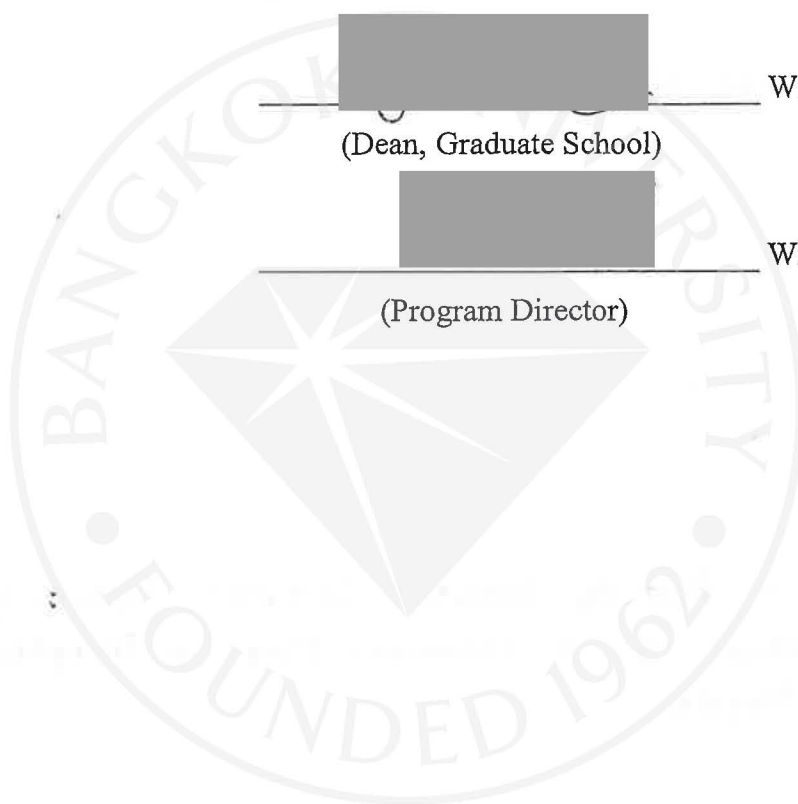 W
(Dean, Graduate School)
W
(Program Director)
BANGKOK UNIVERSITY
FOUNDED 1962